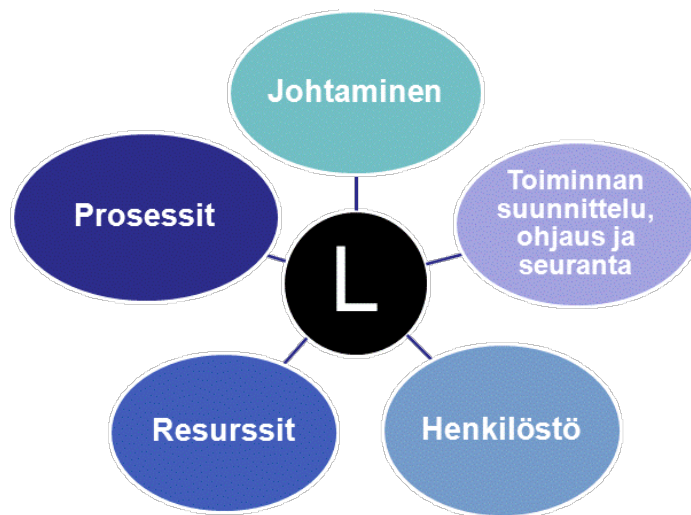 Johtaminen
Toiminnan
suunnittelu,
ohjaus ja
seuranta
Prosessit
L
Resurssit
Henkilöstö